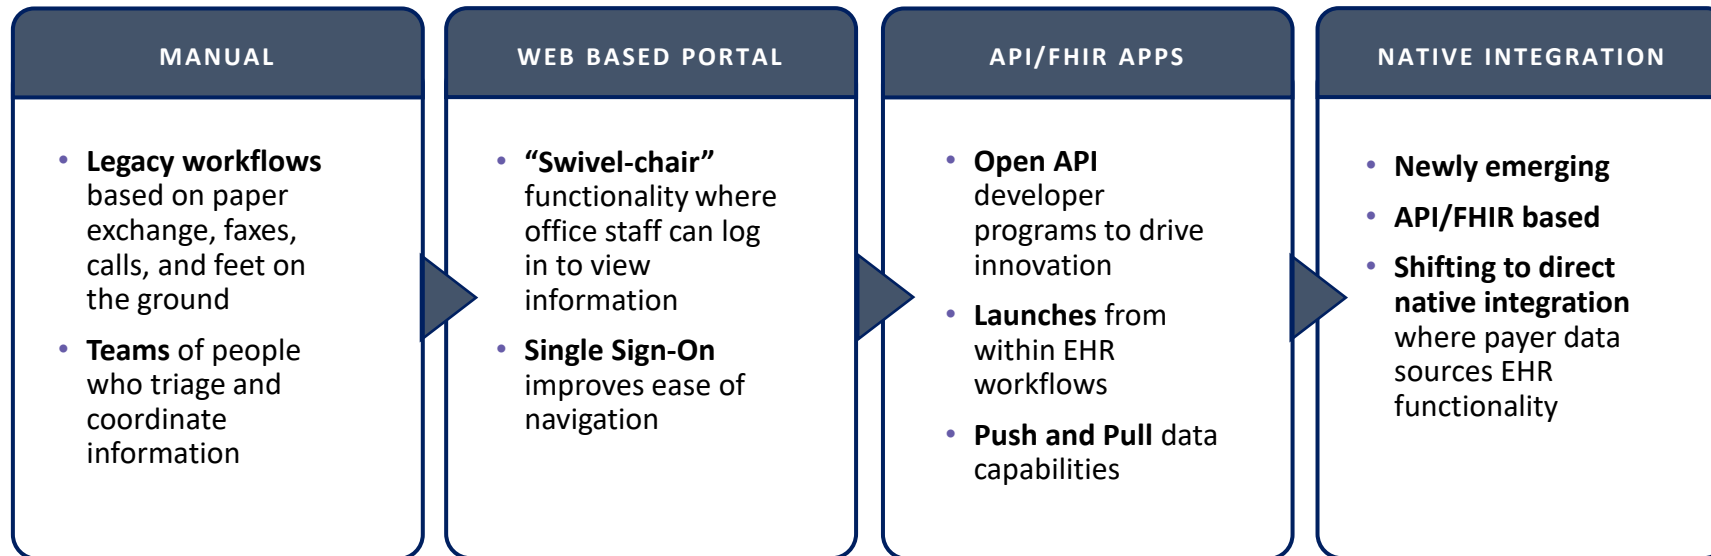 MANUAL
• Legacy workflows
based on paper
exchange, faxes,
calls, and feet on
the ground
• Teams of people
who triage and
coordinate
information
WEB BASED PORTAL
• “Swivel-chair”
functionality where
office staff can log
in to view
information
• Single Sign-On
improves ease of
navigation
API/FHIR APPS
• Open API
developer
programs to drive
innovation
• Launches from
within EHR
workflows
• Push and Pull data
capabilities
NATIVE INTEGRATION
• Newly emerging
• API/FHIR based
• Shifting to direct
native integration
where payer data
sources EHR
functionality